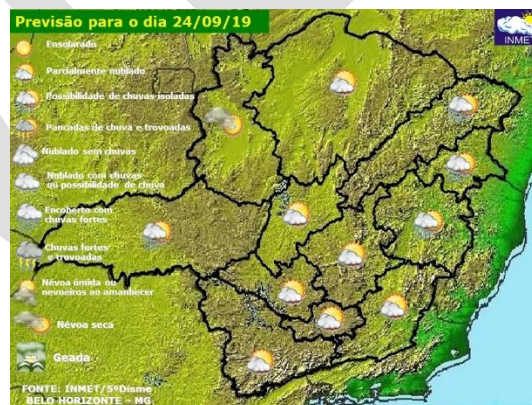 Previsão para o dia 24/09/19
INMET
Ensolarado
Parcialmente nublado
Possibilidade de chuvas isoladas
Pancadas de chuva e trovoadas
Nublado sem chuvas
Nublado com chuvas
ou possibilidade de chuva
Encoberto com
chuvas fortes
Chuvas fortes
e trovoadas
Névoa úmida ou
nevoeiros ao amanhecer
Névoa seca
Geada
FONTE: INMET/5ºDisme
BELO HORIZONTE - MG